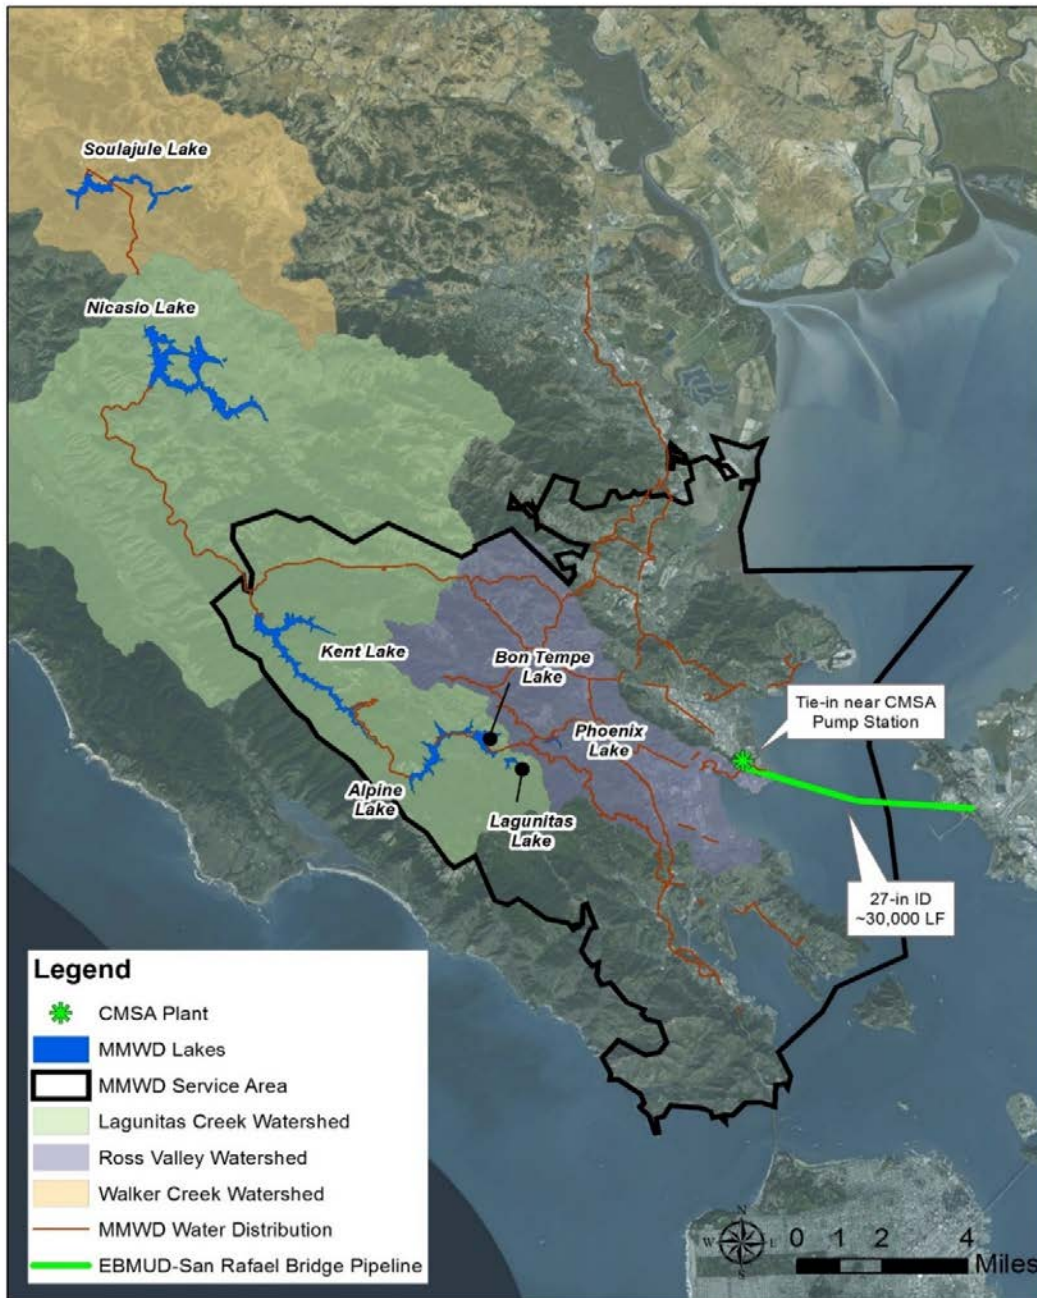 Soulajule Lake
Nicasio Lake
Kent Lake
Bon Tempe
Lake
Tie-in near CMSA
Pump Station
Phoenix
Lake
Alpine
Lake
Lagunitas
Lake
27-in ID
~30,000 LF
Legend
CMSA Plant
MMWD Lakes
MMWD Service Area
Lagunitas Creek Watershed
Ross Valley Watershed
Walker Creek Watershed
MMWD Water Distribution
EBMUD-San Rafael Bridge Pipeline
N
W E
S
0 1 2 4
Miles